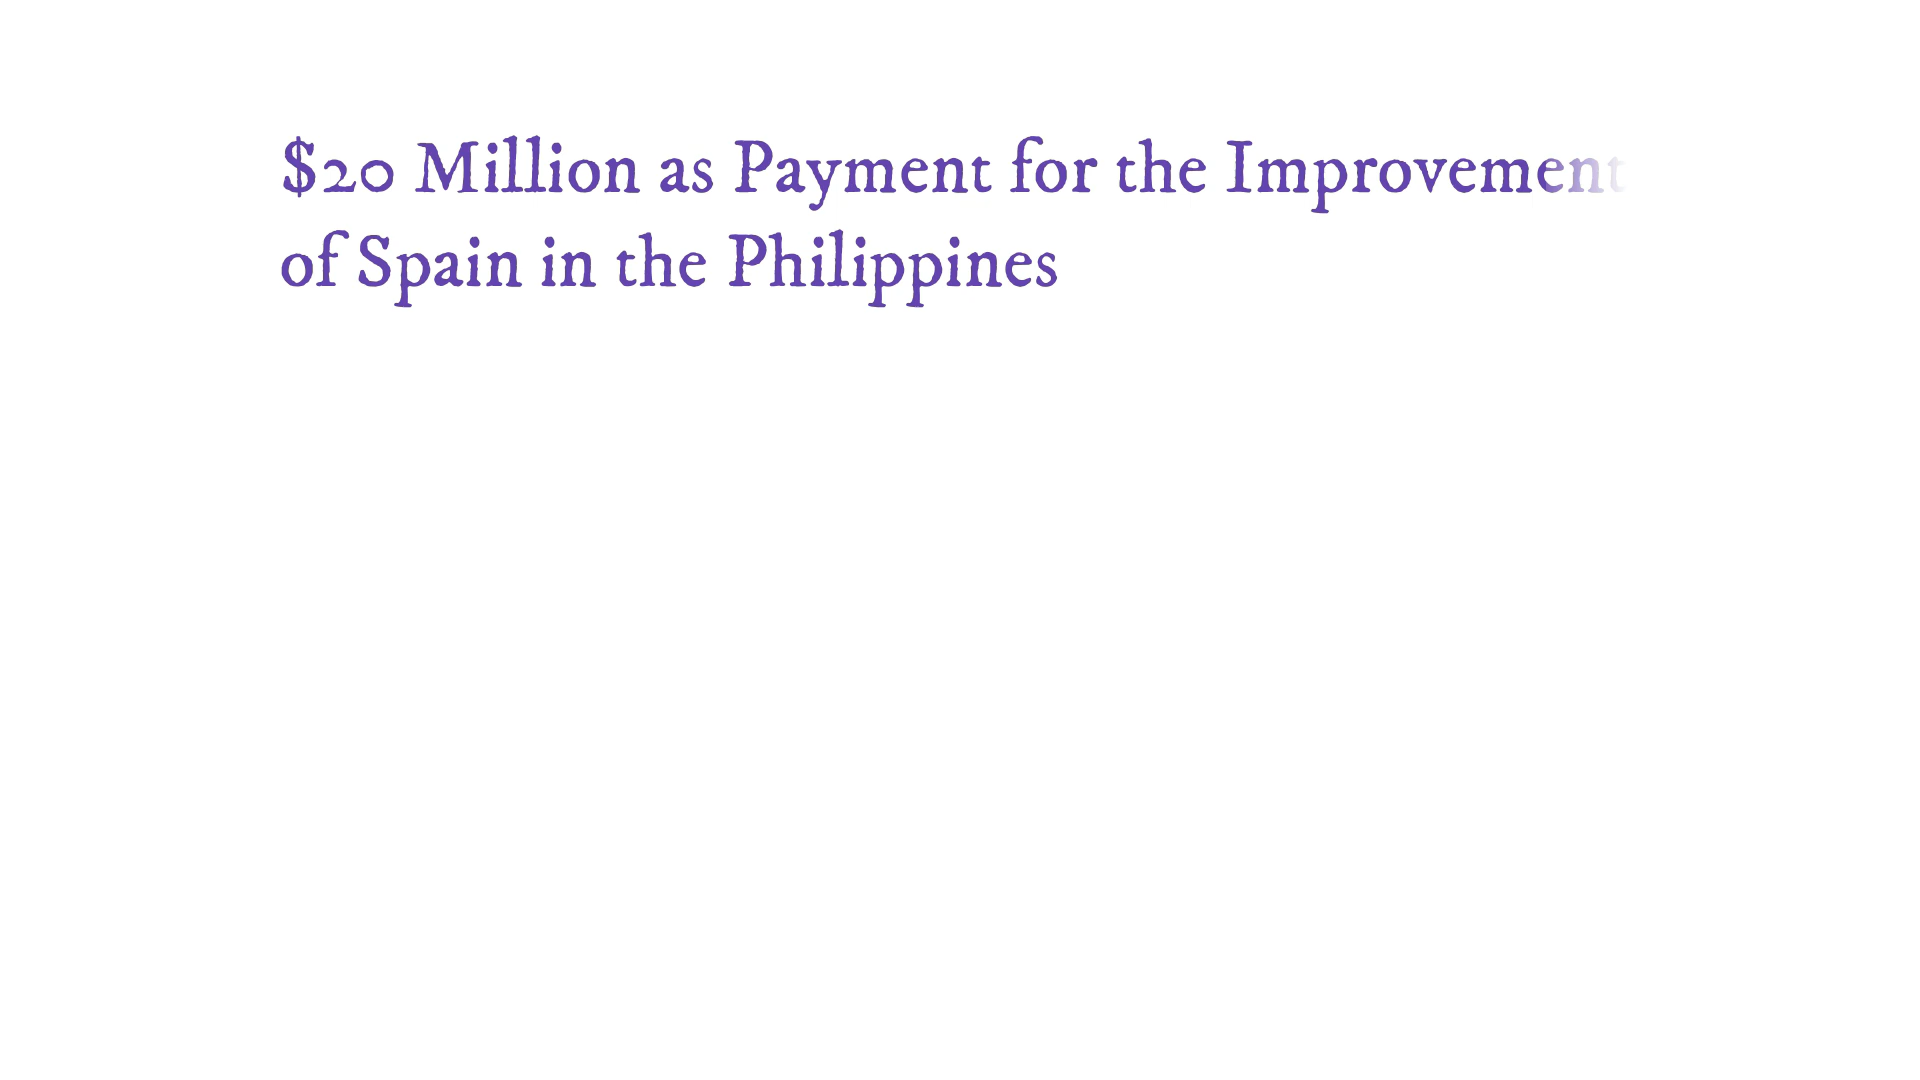 $20 Million as Payment for the Improvement
of Spain in the Philippines